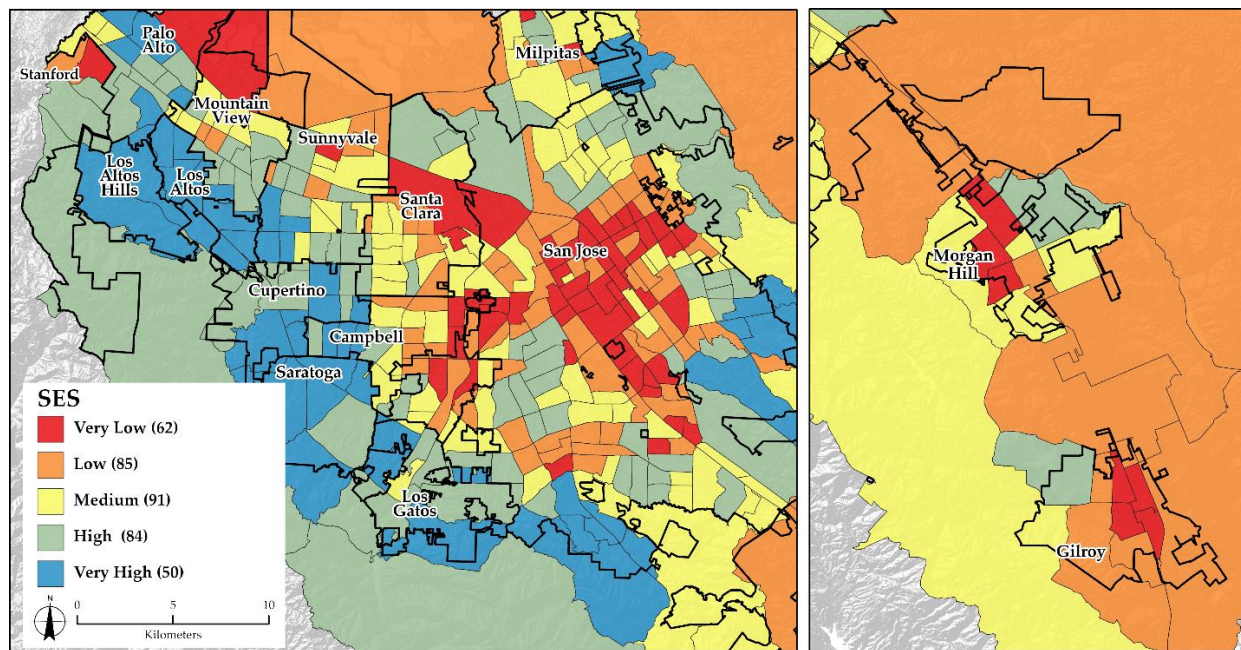 Palo
Alto
Stanford
Milpitas
Mountain
View
Sunnyvale
Los
Altos
Hills
Los
Altos
Santa
Clara
San Jose
Cupertino
Campbell
Saratoga
Los
Gatos
Morgan
Hill
Gilroy
SES
Very Low (62)
Low (85)
Medium (91)
High (84)
Very High (50)
N
0 5 10
Kilometers